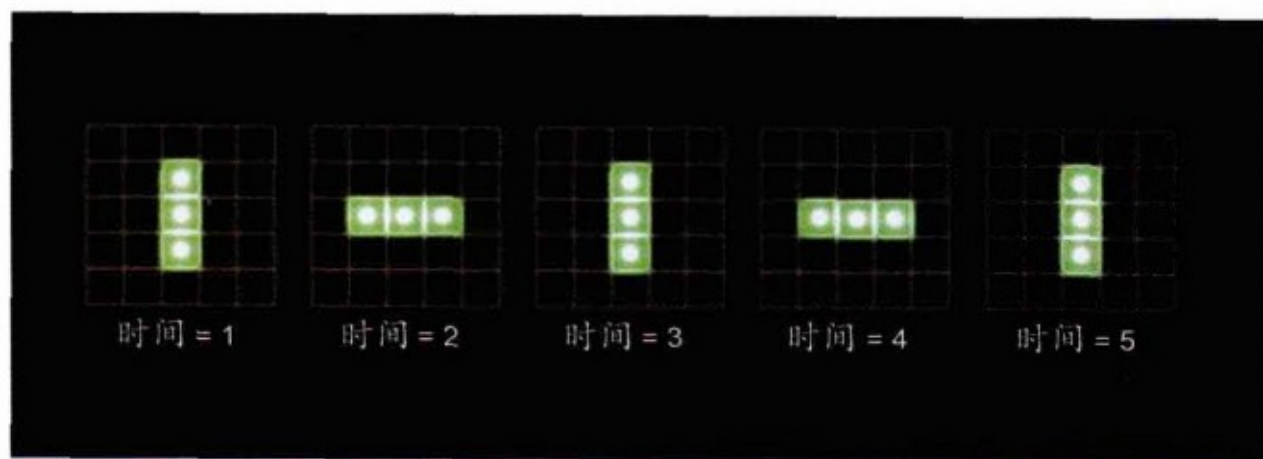 时间 = 1
时间 = 2
时间 = 3
时间 = 4
时间 = 5